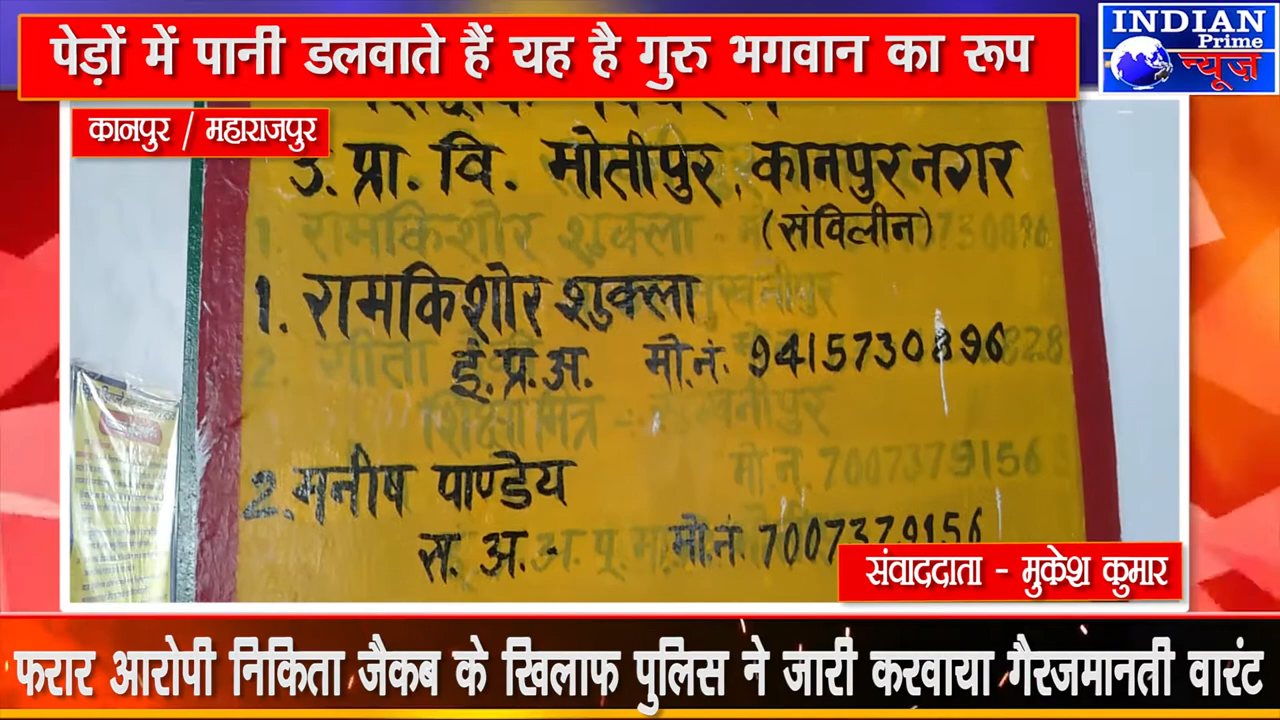 पेड़ों में पानी डलवाते हैं यह है गुरु भगवान का रूप
INDIAN
Prime
न्यूज़
कानपुर / महाराजपुर
उ. प्रा. वि. मोतीपुर, कानपुर नगर
(संविलीन)
1. रामकिशोर शुक्ला
इं.प्र.अ. मो.नं. 9415730896
2. मनीष पाण्डेय
स. अ. - मो.नं. 7007379156
संवाददाता - मुकेश कुमार
फरार आरोपी निकिता जैकब के खिलाफ पुलिस ने जारी करवाया गैरजमानती वारंट